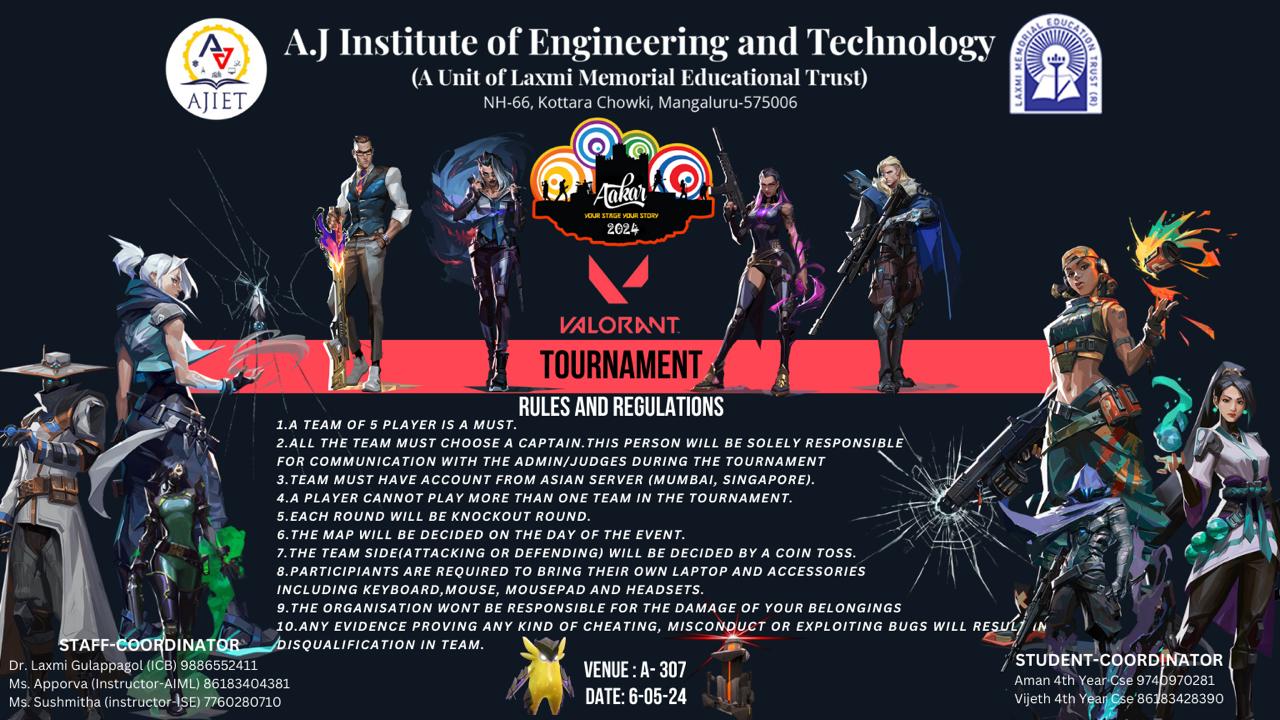 A.J Institute of Engineering and Technology
(A Unit of Laxmi Memorial Educational Trust)
NH-66, Kottara Chowki, Mangaluru-575006
AJIET
LAXMI MEMORIAL EDUCATION TRUST (R)
Aakar
YOUR STAGE YOUR STORY
2024
VALORANT
TOURNAMENT
RULES AND REGULATIONS
1.A TEAM OF 5 PLAYER IS A MUST.
2.ALL THE TEAM MUST CHOOSE A CAPTAIN.THIS PERSON WILL BE SOLELY RESPONSIBLE
FOR COMMUNICATION WITH THE ADMIN/JUDGES DURING THE TOURNAMENT
3.TEAM MUST HAVE ACCOUNT FROM ASIAN SERVER (MUMBAI, SINGAPORE).
4.A PLAYER CANNOT PLAY MORE THAN ONE TEAM IN THE TOURNAMENT.
5.EACH ROUND WILL BE KNOCKOUT ROUND.
6.THE MAP WILL BE DECIDED ON THE DAY OF THE EVENT.
7.THE TEAM SIDE(ATTACKING OR DEFENDING) WILL BE DECIDED BY A COIN TOSS.
8.PARTICIPIANTS ARE REQUIRED TO BRING THEIR OWN LAPTOP AND ACCESSORIES
INCLUDING KEYBOARD,MOUSE, MOUSEPAD AND HEADSETS.
9.THE ORGANISATION WONT BE RESPONSIBLE FOR THE DAMAGE OF YOUR BELONGINGS
10.ANY EVIDENCE PROVING ANY KIND OF CHEATING, MISCONDUCT OR EXPLOITING BUGS WILL RESULT IN
DISQUALIFICATION IN TEAM.
STAFF-COORDINATOR
Dr. Laxmi Gulappagol (ICB) 9886552411
Ms. Apporva (Instructor-AIML) 86183404381
Ms. Sushmitha (instructor-ISE) 7760280710
VENUE : A- 307
DATE: 6-05-24
STUDENT-COORDINATOR
Aman 4th Year Cse 9740970281
Vijeth 4th Year Cse 86183428390